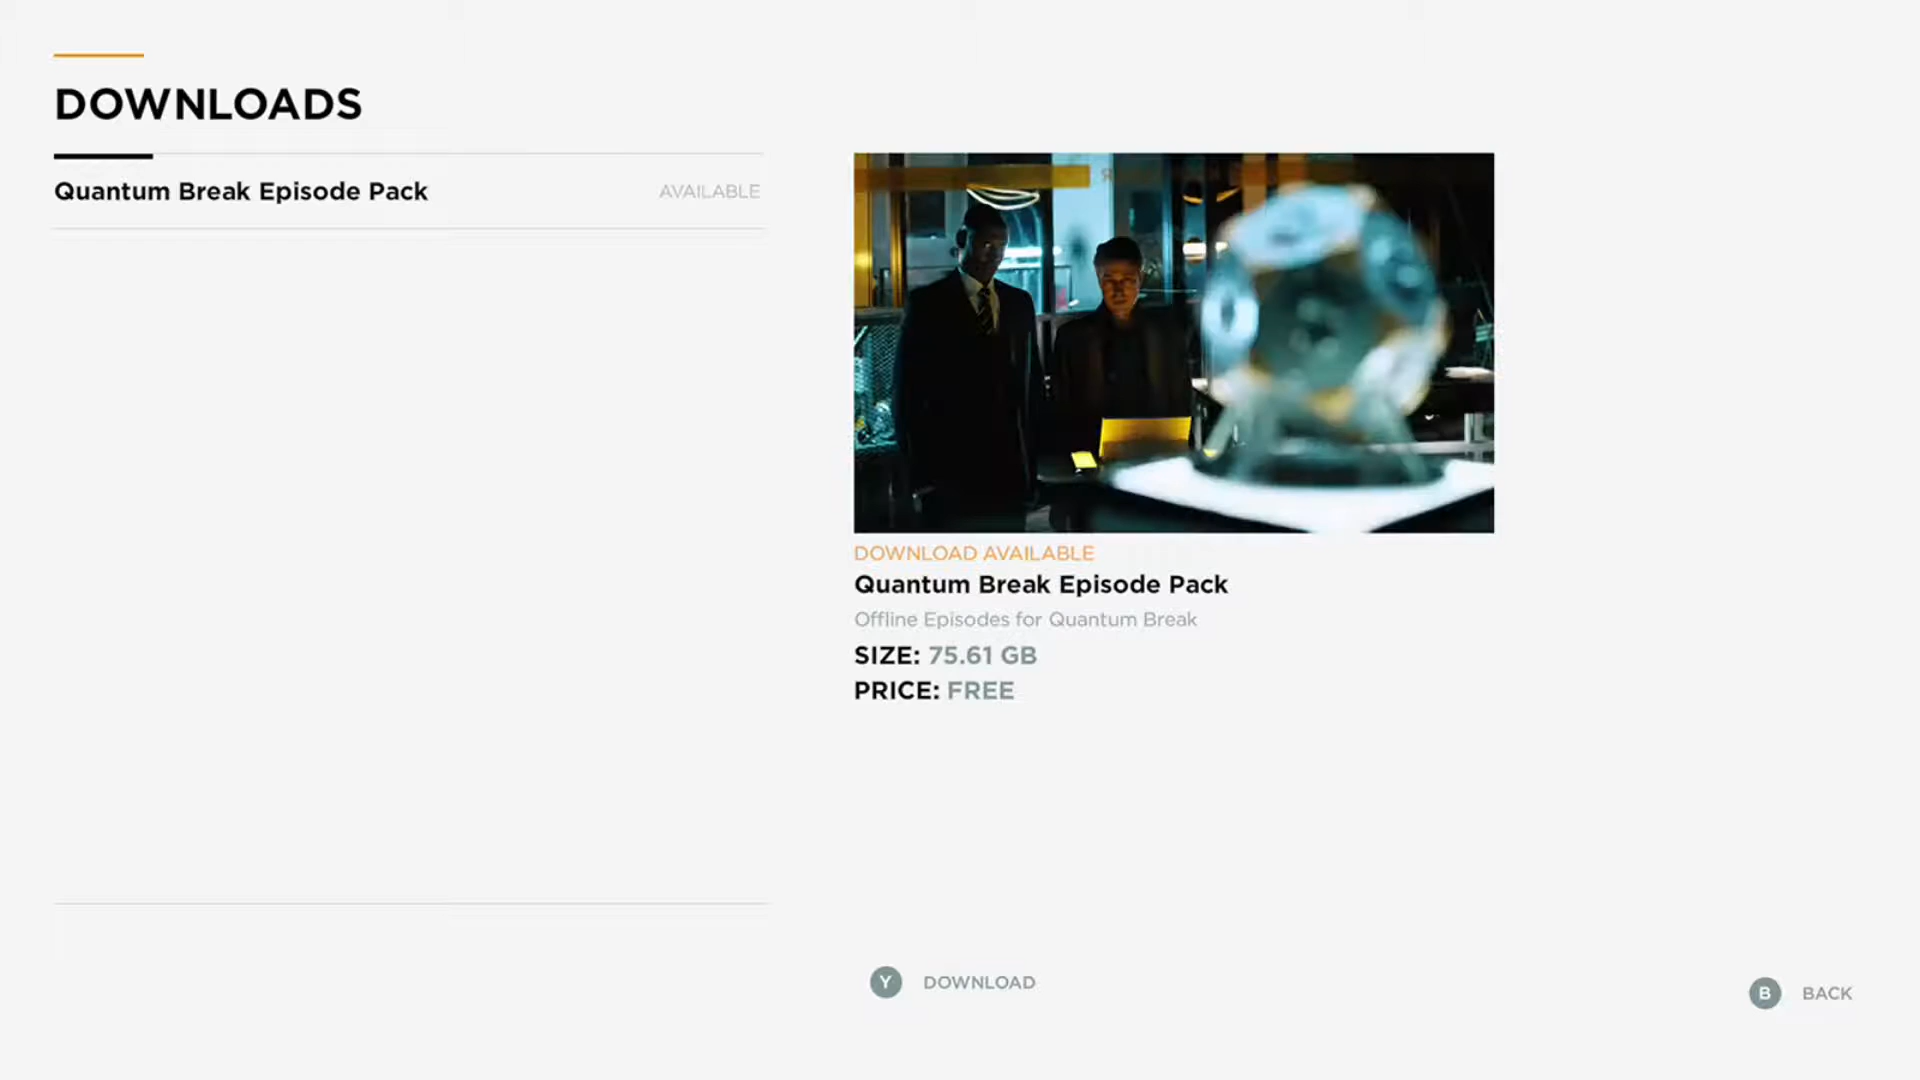 DOWNLOADS
Quantum Break Episode Pack
AVAILABLE
DOWNLOAD AVAILABLE
Quantum Break Episode Pack
Offline Episodes for Quantum Break
SIZE: 75.61 GB
PRICE: FREE
Y DOWNLOAD
B BACK